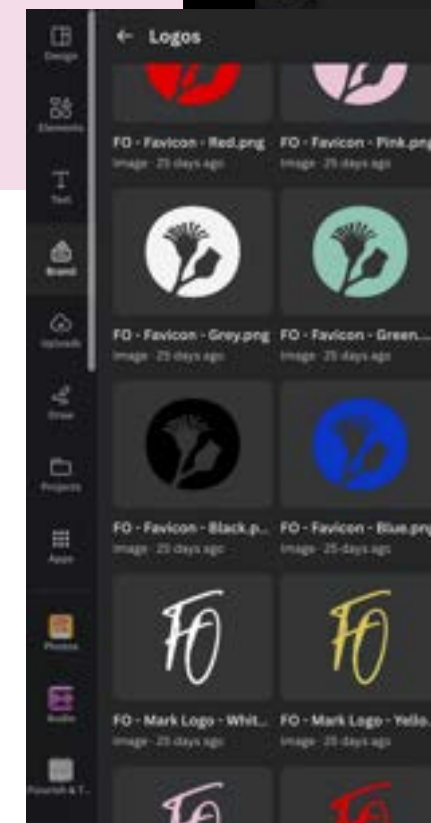 Design
Elements
Text
Brand
Uploads
Draw
Projects
Apps
Photos
Audio
← Logos
FO - Favicon - Red.png FO - Favicon - Pink.png
Image · 25 days ago Image · 25 days ago
FO - Favicon - Grey.png FO - Favicon - Green....
Image · 25 days ago Image · 25 days ago
FO - Favicon - Black.p... FO - Favicon - Blue.png
Image · 25 days ago Image · 25 days ago
FO FO
FO - Mark Logo - Whit... FO - Mark Logo - Yello...
Image · 25 days ago Image · 25 days ago
FO FO